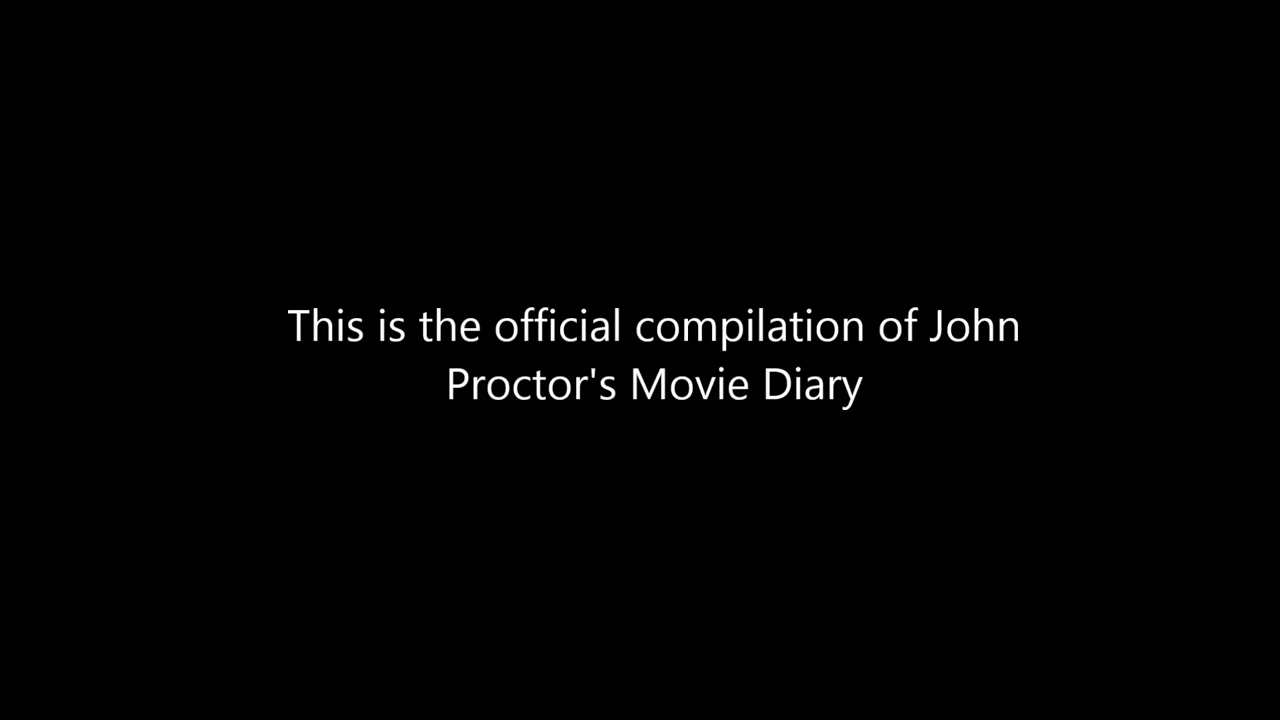 This is the official compilation of John
Proctor's Movie Diary